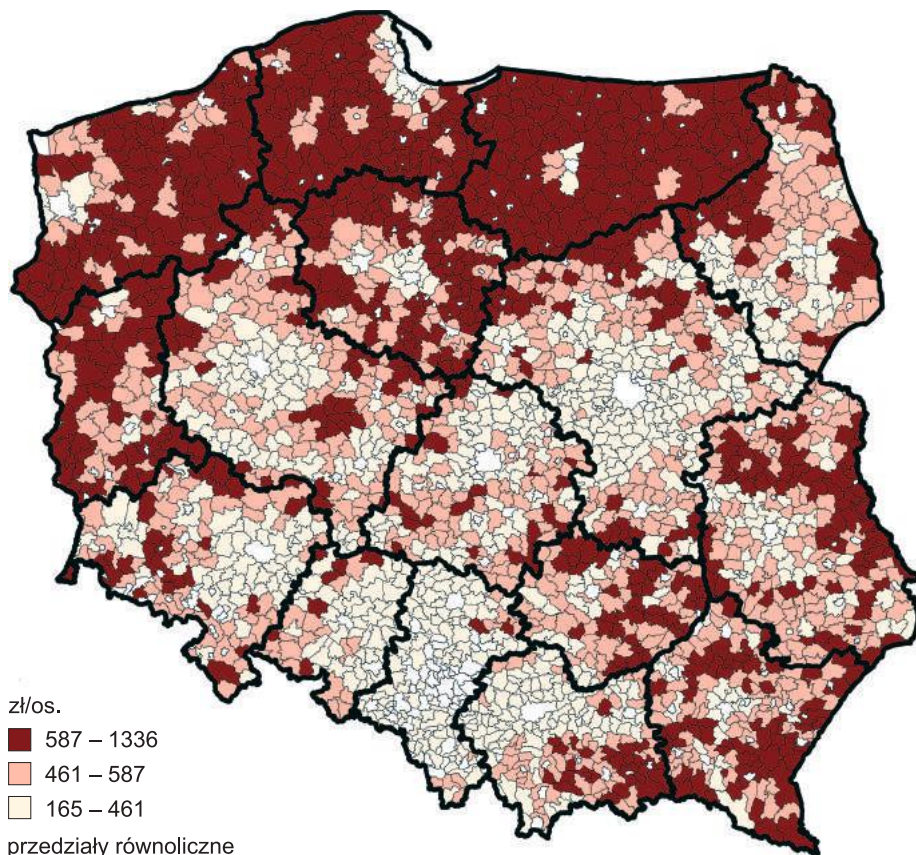 zł/os.
587 – 1336
461 – 587
165 – 461
przedziały równoliczne